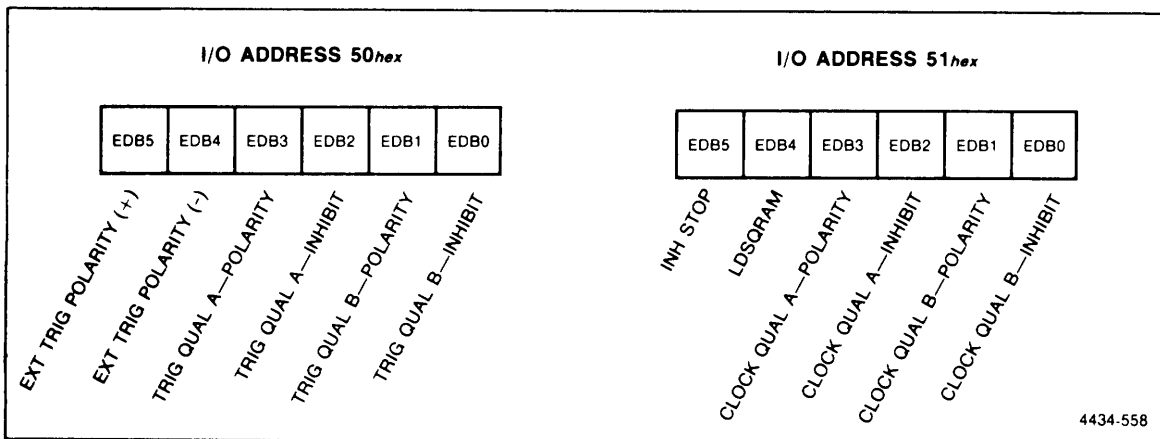 I/O ADDRESS 50hex
EDB5 EDB4 EDB3 EDB2 EDB1 EDB0
EXT TRIG POLARITY (+)
EXT TRIG POLARITY (-)
TRIG QUAL A—POLARITY
TRIG QUAL A—INHIBIT
TRIG QUAL B—POLARITY
TRIG QUAL B—INHIBIT
I/O ADDRESS 51hex
EDB5 EDB4 EDB3 EDB2 EDB1 EDB0
INH STOP
LDSQRAM
CLOCK QUAL A—POLARITY
CLOCK QUAL A—INHIBIT
CLOCK QUAL B—POLARITY
CLOCK QUAL B—INHIBIT
4434-558